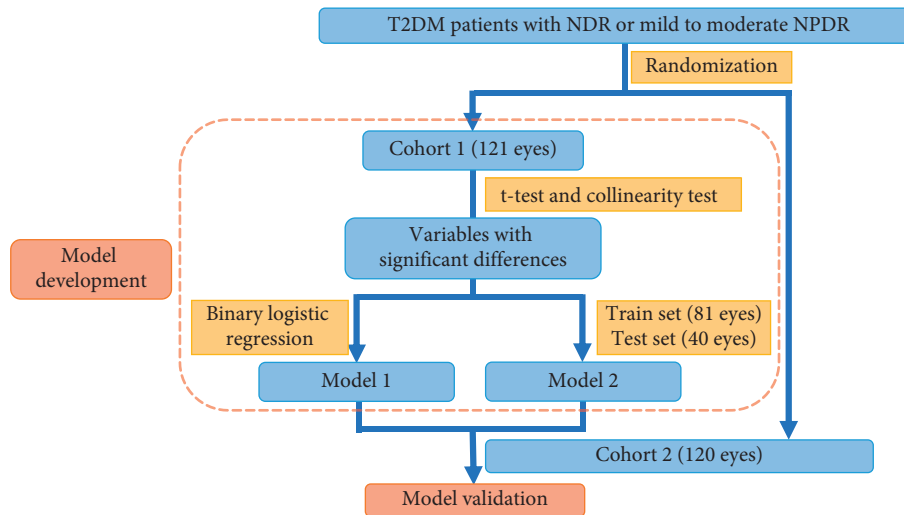 T2DM patients with NDR or mild to moderate NPDR
Randomization
Cohort 1 (121 eyes)
t-test and collinearity test
Variables with
significant differences
Model
development
Binary logistic
regression
Train set (81 eyes)
Test set (40 eyes)
Model 1
Model 2
Cohort 2 (120 eyes)
Model validation